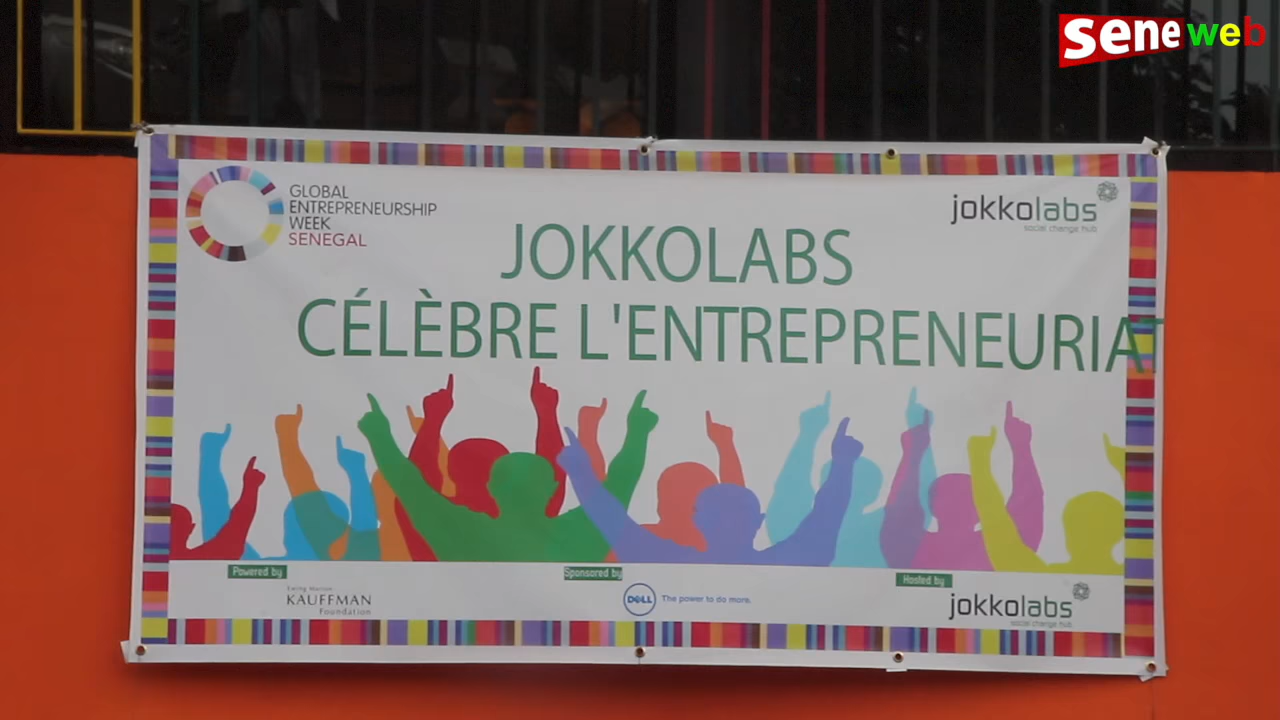 seneweb
GLOBAL
ENTREPRENEURSHIP
WEEK
SENEGAL
jokkolabs
social change hub
JOKKOLABS
CÉLÈBRE L'ENTREPRENEURIAT
Powered by
Ewing Marion
KAUFFMAN
Foundation
Sponsored by
DELL The power to do more.
Hosted by
jokkolabs
social change hub